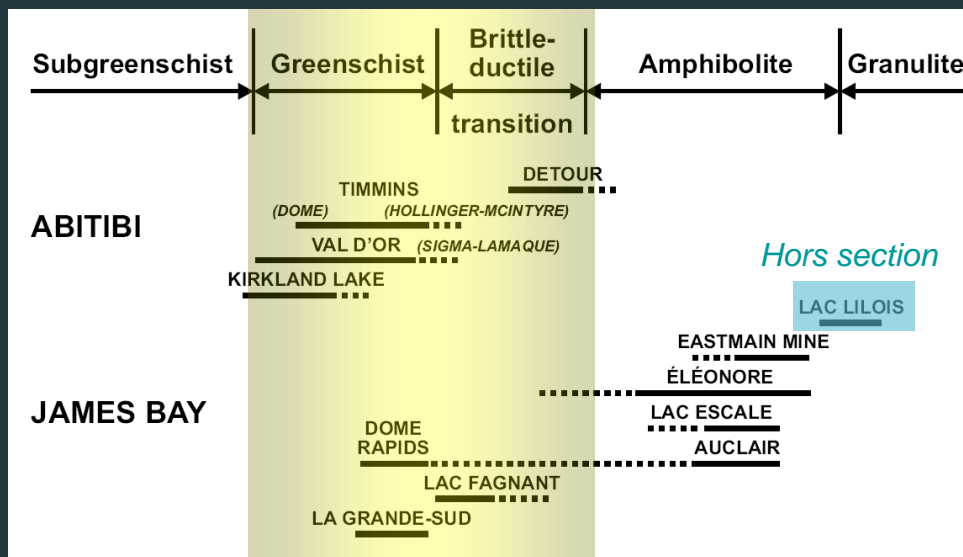 Subgreenschist
Greenschist
Brittle-
ductile
transition
Amphibolite
Granulite
ABITIBI
DETOUR
TIMMINS
(DOME)
(HOLLINGER-MCINTYRE)
VAL D'OR
(SIGMA-LAMAQUE)
KIRKLAND LAKE
Hors section
LAC LILOIS
JAMES BAY
EASTMAIN MINE
ÉLÉONORE
LAC ESCALE
DOME
RAPIDS
AUCLAIR
LAC FAGNANT
LA GRANDE-SUD